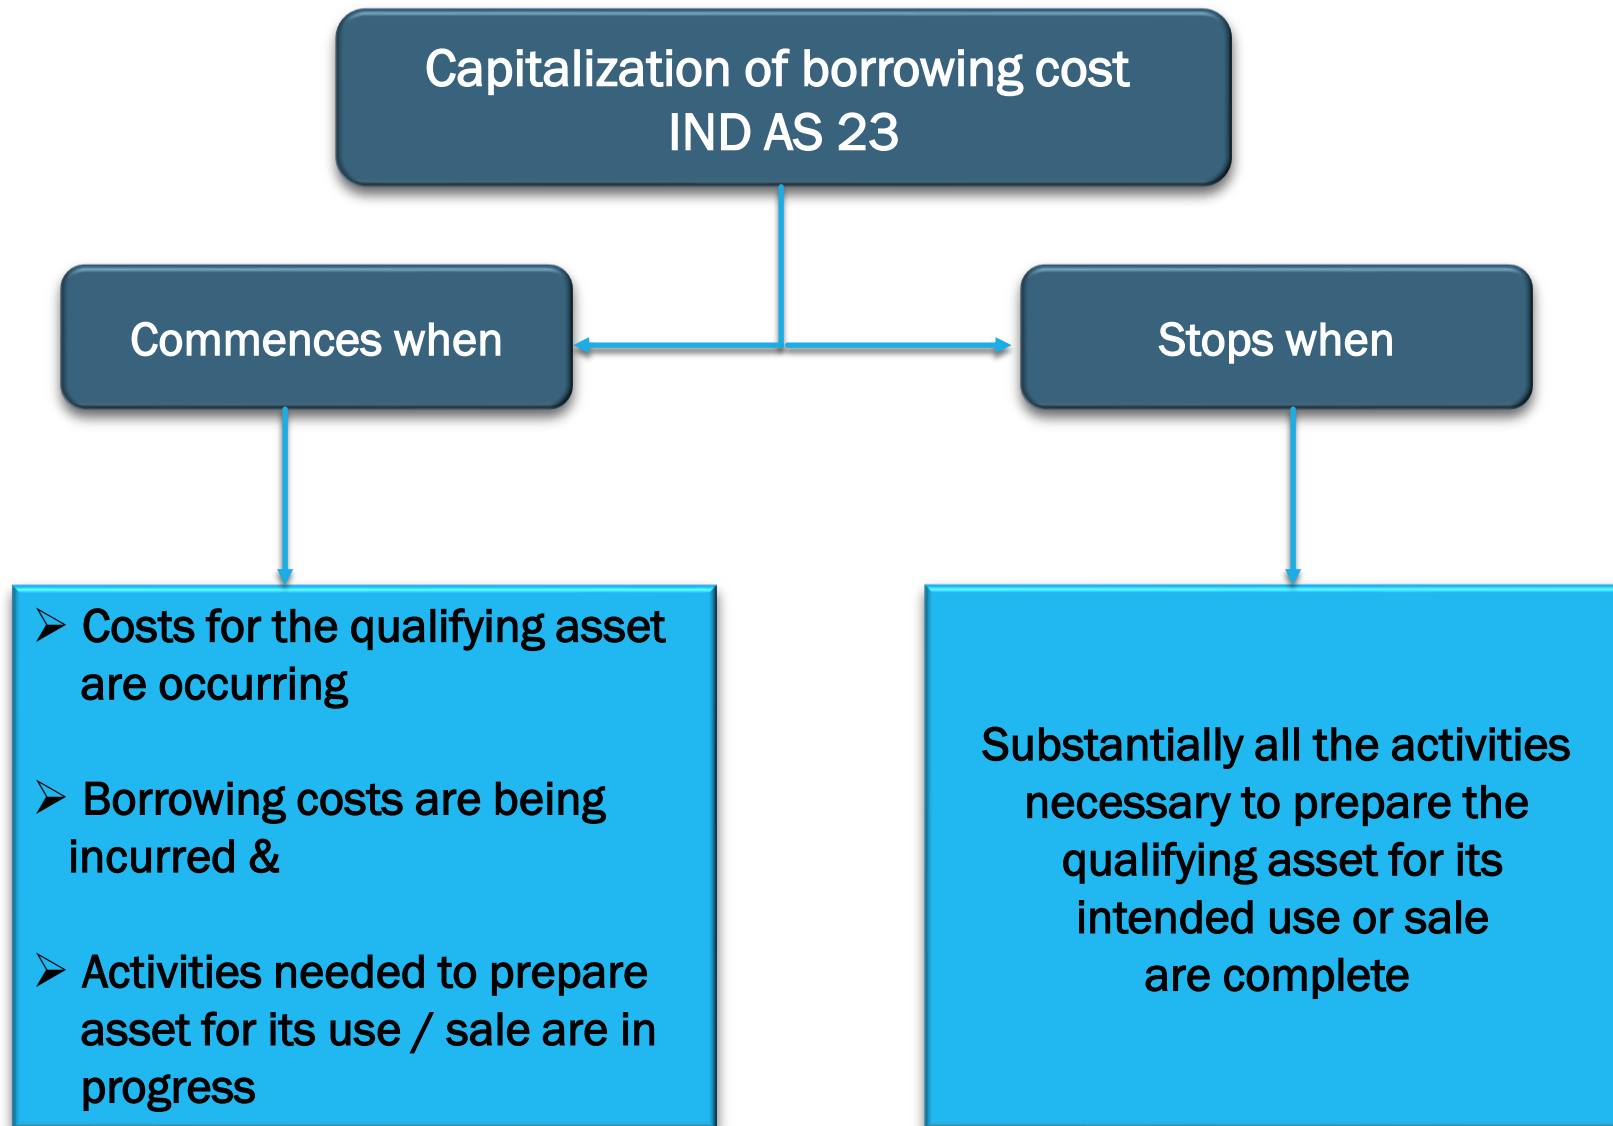 Capitalization of borrowing cost
IND AS 23
Commences when
Stops when
➢ Costs for the qualifying asset
are occurring
➢ Borrowing costs are being
incurred &
➢ Activities needed to prepare
asset for its use / sale are in
progress
Substantially all the activities
necessary to prepare the
qualifying asset for its
intended use or sale
are complete